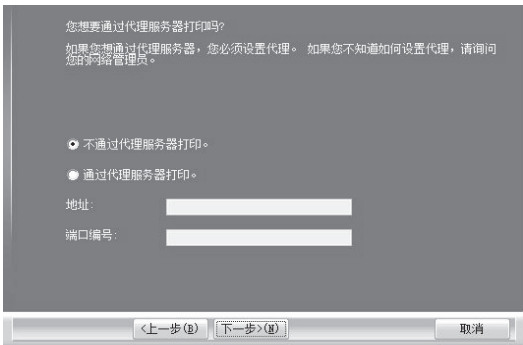 您想要通过代理服务器打印吗?
如果您想通过代理服务器，您必须设置代理。 如果您不知道如何设置代理，请询问
您的网络管理员。
不通过代理服务器打印。
通过代理服务器打印。
地址:
端口编号:
<上一步(B) 下一步>(N) 取消